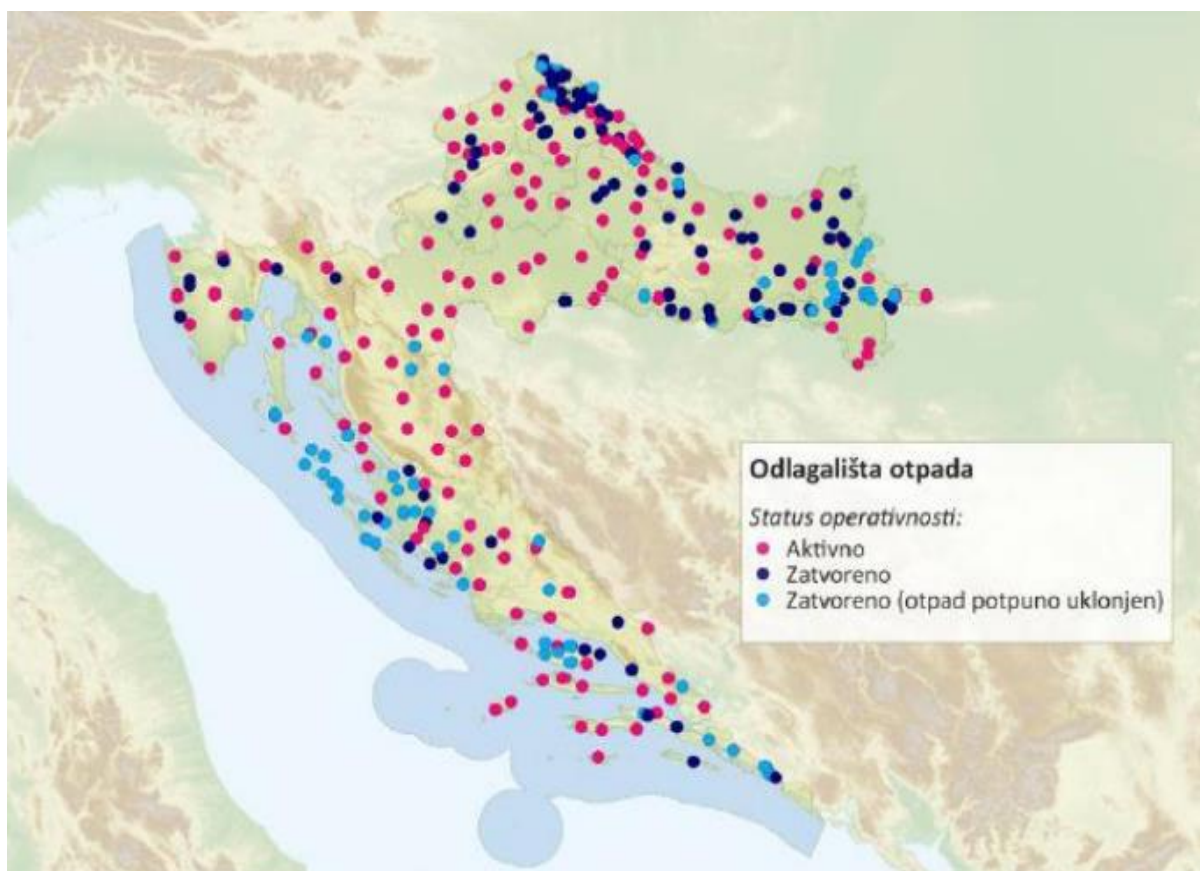 Odlagališta otpada
Status operativnosti:
Aktivno
Zatvoreno
Zatvoreno (otpad potpuno uklonjen)